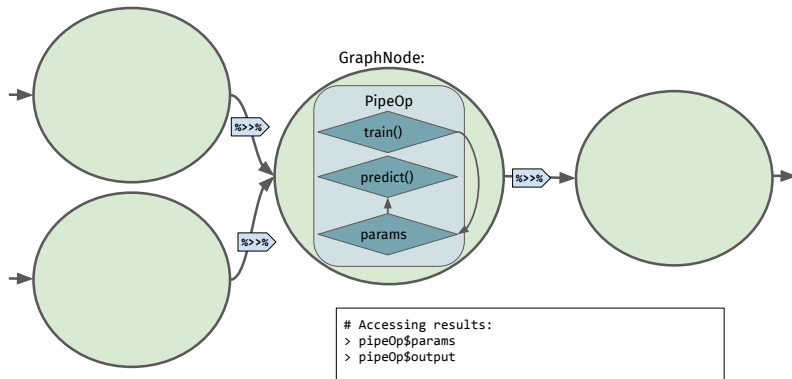 GraphNode:
PipeOp
train()
%>>%
predict()
%>>%
params
%>>%
# Accessing results:
> pipeOp$params
> pipeOp$output